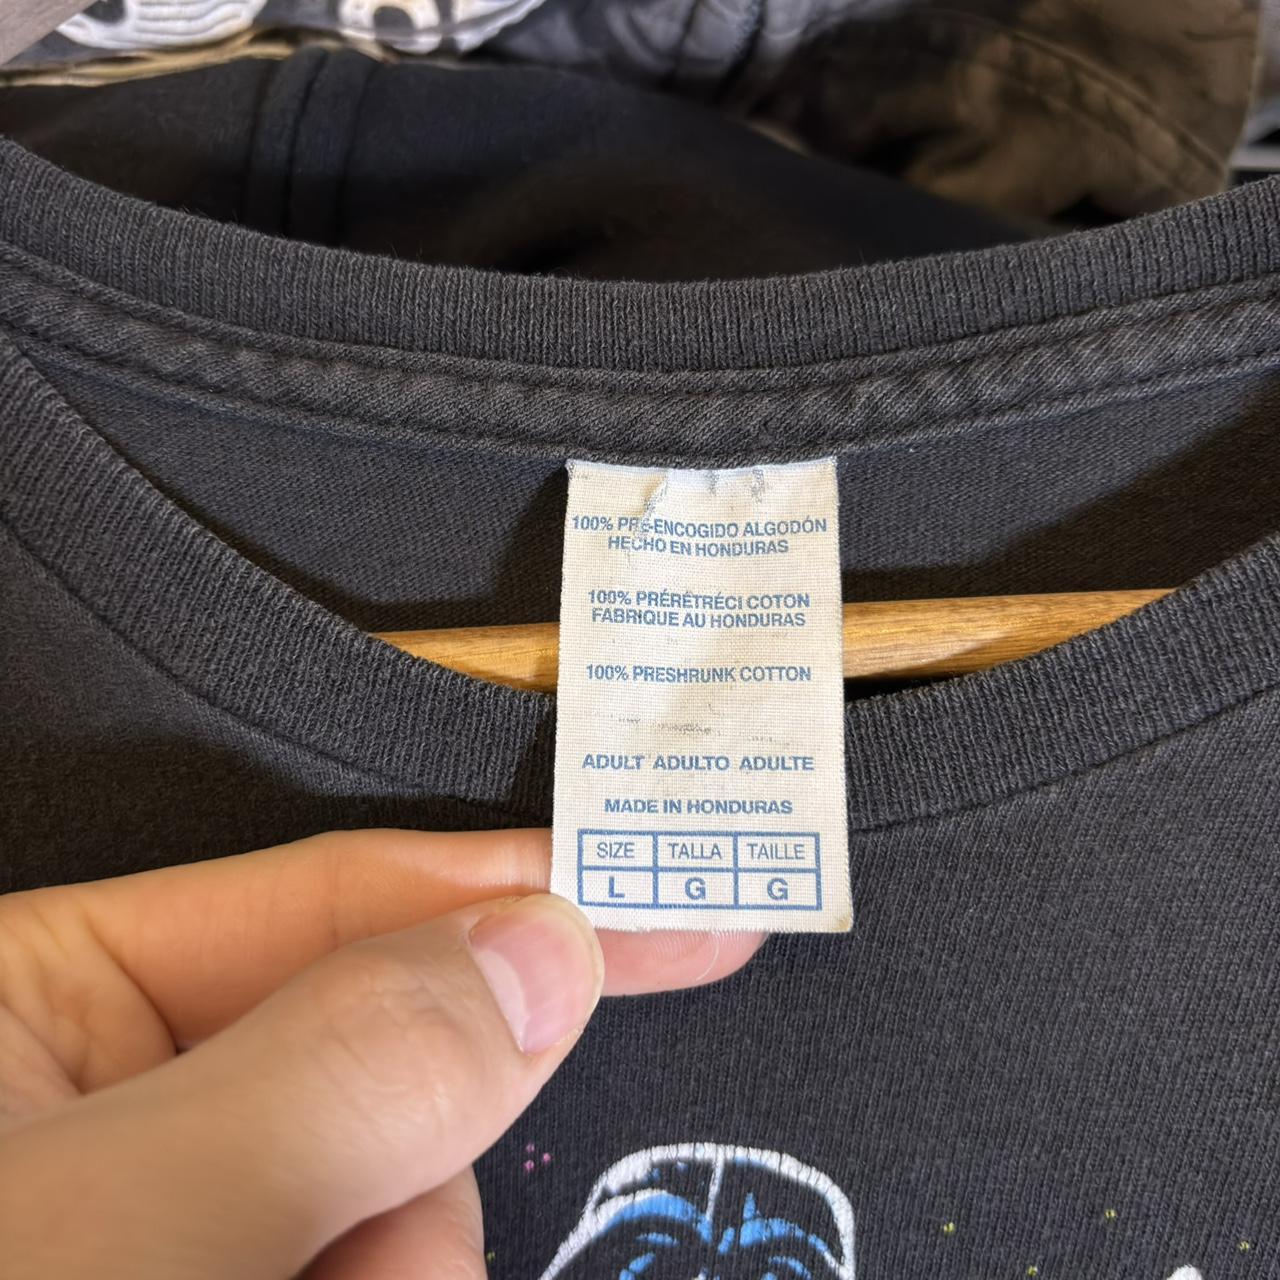 100% PRE-ENCOGIDO ALGODÓN
HECHO EN HONDURAS
100% PRÉRÉTRÉCI COTON
FABRIQUE AU HONDURAS
100% PRESHRUNK COTTON
ADULT ADULTO ADULTE
MADE IN HONDURAS
SIZE TALLA TAILLE
L G G